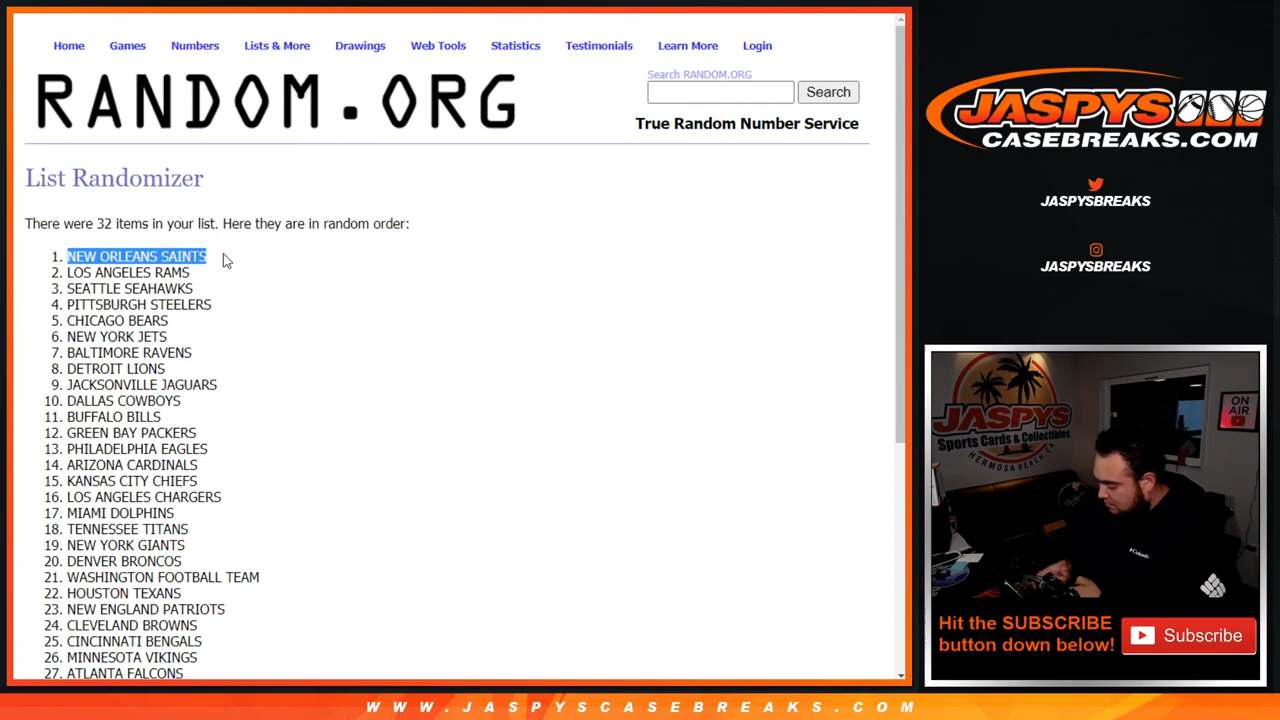 Home Games Numbers Lists & More Drawings Web Tools Statistics Testimonials Learn More Login
RANDOM.ORG
Search RANDOM.ORG
Search
True Random Number Service
List Randomizer
There were 32 items in your list. Here they are in random order:
1. NEW ORLEANS SAINTS
2. LOS ANGELES RAMS
3. SEATTLE SEAHAWKS
4. PITTSBURGH STEELERS
5. CHICAGO BEARS
6. NEW YORK JETS
7. BALTIMORE RAVENS
8. DETROIT LIONS
9. JACKSONVILLE JAGUARS
10. DALLAS COWBOYS
11. BUFFALO BILLS
12. GREEN BAY PACKERS
13. PHILADELPHIA EAGLES
14. ARIZONA CARDINALS
15. KANSAS CITY CHIEFS
16. LOS ANGELES CHARGERS
17. MIAMI DOLPHINS
18. TENNESSEE TITANS
19. NEW YORK GIANTS
20. DENVER BRONCOS
21. WASHINGTON FOOTBALL TEAM
22. HOUSTON TEXANS
23. NEW ENGLAND PATRIOTS
24. CLEVELAND BROWNS
25. CINCINNATI BENGALS
26. MINNESOTA VIKINGS
27. ATLANTA FALCONS
JASPYS
CASEBREAKS.COM
JASPYSBREAKS
JASPYSBREAKS
JASPYS
Sports Cards & Collectibles
HERMOSA BEACH, CA
ON
AIR
Columbia
Hit the SUBSCRIBE
button down below!
Subscribe
WWW.JASPYSCASEBREAKS.COM